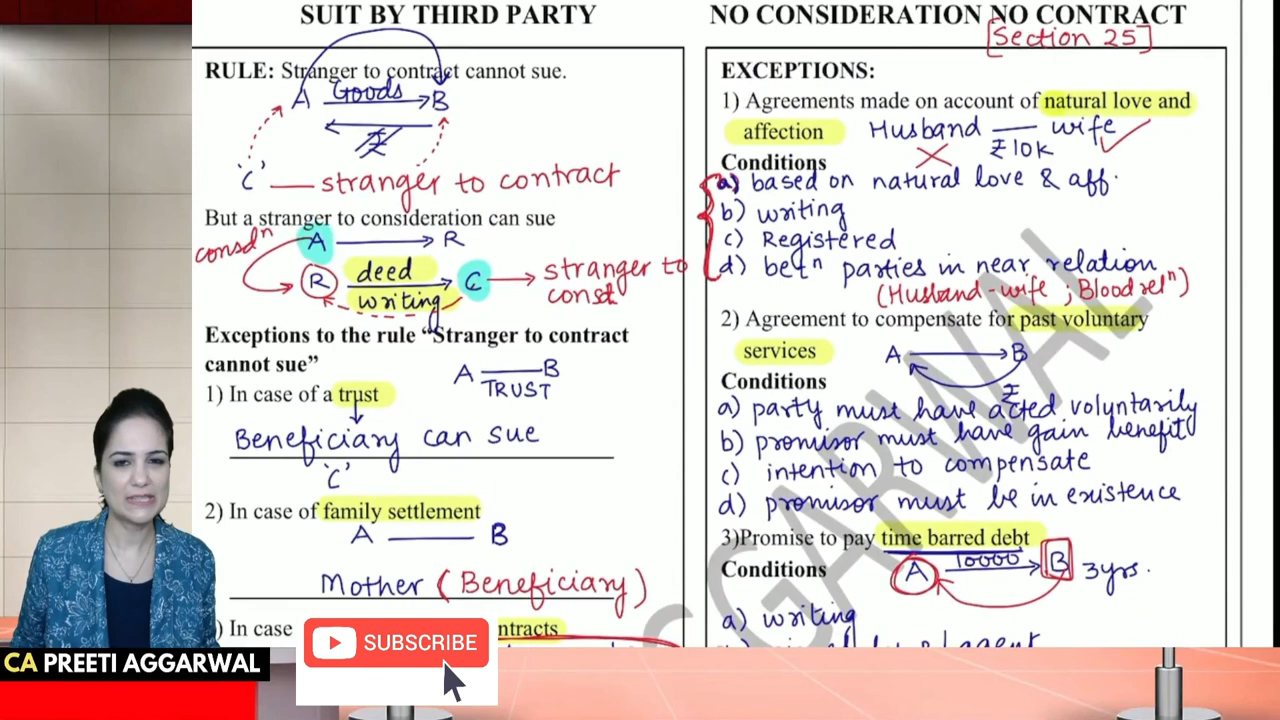 SUIT BY THIRD PARTY
RULE: Stranger to contract cannot sue.
A Goods B
₹
'C' — stranger to contract
But a stranger to consideration can sue
consdⁿ A R
R deed C stranger to
writing const
Exceptions to the rule “Stranger to contract
cannot sue”
A B
TRUST
1) In case of a trust
Beneficiary can sue
'C'
2) In case of family settlement
A — B
Mother (Beneficiary)
) In case ntracts
NO CONSIDERATION NO CONTRACT
[Section 25]
EXCEPTIONS:
1) Agreements made on account of natural love and
affection Husband — wife
₹10K
Conditions
a) based on natural love & aff.
b) writing
c) Registered
d) betⁿ parties in near relation
(Husband-wife ; Blood relⁿ)
2) Agreement to compensate for past voluntary
services A B
₹
Conditions
a) party must have acted voluntarily
b) promisor must have gain benefit
c) intention to compensate
d) promisor must be in existence
3)Promise to pay time barred debt
Conditions A 10000 B 3yrs.
a) writing
agent
GARWAL
SUBSCRIBE
CA PREETI AGGARWAL